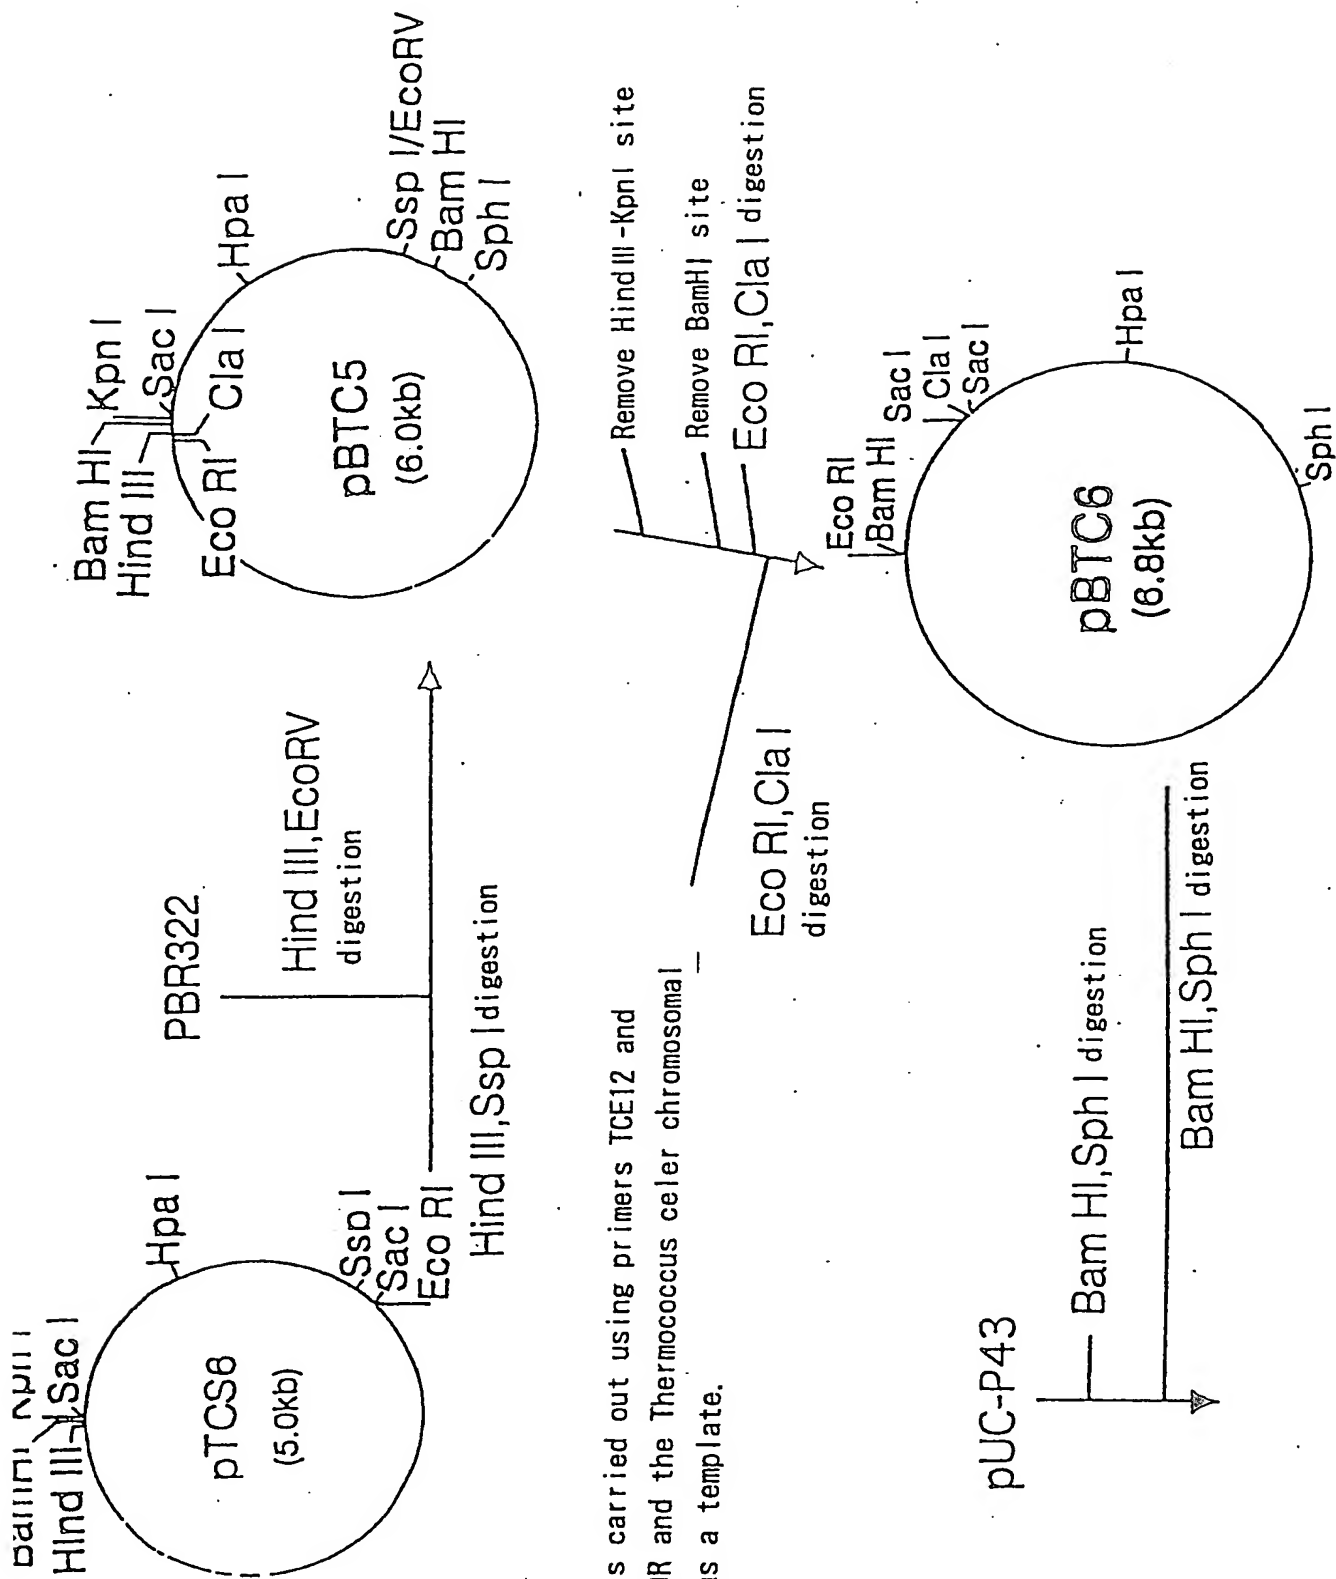 Kpn I
Hind III
Sac I
Hpa I
pTCS6
(5.0kb)
Ssp I
Sac I
Eco RI
Hind III,Ssp I digestion
PBR322
Hind III,EcoRV
digestion
Bam HI
Kpn I
Hind III
Sac I
Eco RI
Cla I
Hpa I
pBTC5
(6.0kb)
Ssp I/EcoRV
Bam HI
Sph I
s carried out using primers TCE12 and
R and the Thermococcus celer chromosomal
s a template.
Eco RI,Cla I
digestion
Remove HindIII-KpnI site
Remove BamHI site
Eco RI,Cla I digestion
Eco RI
Bam HI
Sac I
Cla I
Sac I
Hpa I
pBTC6
(6.8kb)
Sph I
pUC-P43
Bam HI,Sph I digestion
Bam HI,Sph I digestion